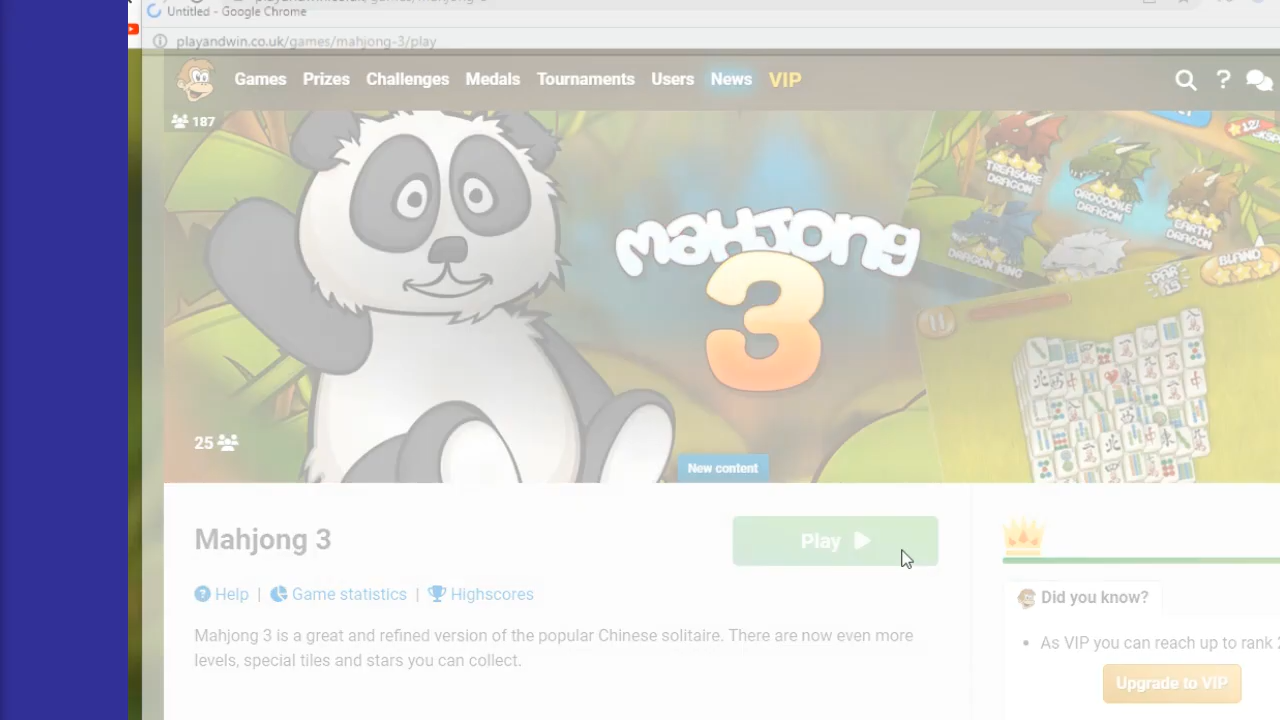 Untitled - Google Chrome
playandwin.co.uk/games/mahjong-3/play
Games Prizes Challenges Medals Tournaments Users News VIP
?
187
TREASURE DRAGON
CROCODILE DRAGON
EARTH DRAGON
DRAGON KING
MAHJONG
3
PAR 15
BLAND
25
New content
Mahjong 3
Play
Help | Game statistics | Highscores
Did you know?
Mahjong 3 is a great and refined version of the popular Chinese solitaire. There are now even more
levels, special tiles and stars you can collect.
• As VIP you can reach up to rank 2
Upgrade to VIP